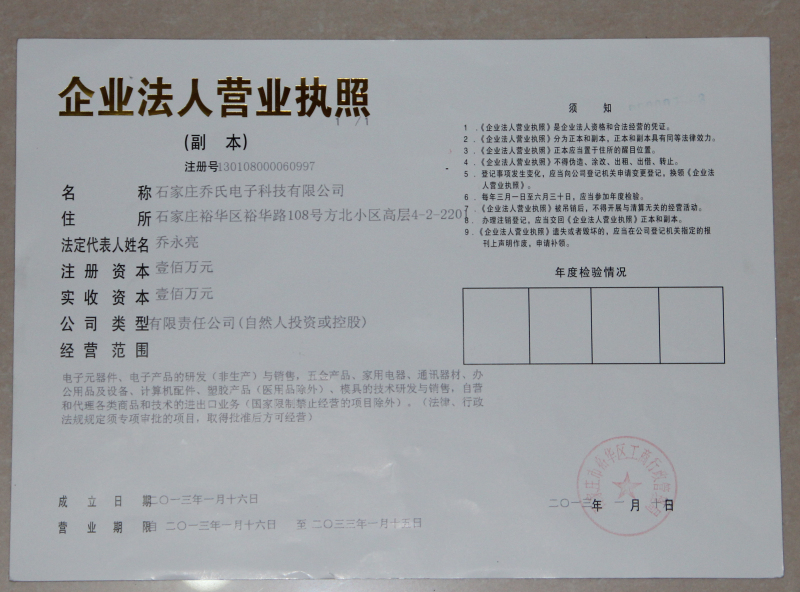 企业法人营业执照
(副 本)
注册号130108000060997
名 称 石家庄乔氏电子科技有限公司
住 所 石家庄裕华区裕华路108号方北小区高层4-2-2201
法定代表人姓名 乔永亮
注 册 资 本 壹佰万元
实 收 资 本 壹佰万元
公 司 类 型 有限责任公司(自然人投资或控股)
经 营 范 围
电子元器件、电子产品的研发（非生产）与销售，五金产品、家用电器、通讯器材、办
公用品及设备、计算机配件、塑胶产品（医用品除外）、模具的技术研发与销售，自营
和代理各类商品和技术的进出口业务（国家限制禁止经营的项目除外）。（法律、行政
法规规定须专项审批的项目，取得批准后方可经营）
成 立 日 期 二〇一三年一月十六日
营 业 期 限 自 二〇一三年一月十六日 至 二〇三三年一月十五日
须 知
1．《企业法人营业执照》是企业法人资格和合法经营的凭证。
2．《企业法人营业执照》分为正本和副本，正本和副本具有同等法律效力。
3．《企业法人营业执照》正本应当置于住所的醒目位置。
4．《企业法人营业执照》不得伪造、涂改、出租、出借、转让。
5．登记事项发生变化，应当向公司登记机关申请变更登记，换领《企业法
人营业执照》。
6．每年三月一日至六月三十日，应当参加年度检验。
7．《企业法人营业执照》被吊销后，不得开展与清算无关的经营活动。
8．办理注销登记，应当交回《企业法人营业执照》正本和副本。
9．《企业法人营业执照》遗失或者毁坏的，应当在公司登记机关指定的报
刊上声明作废，申请补领。
年度检验情况
二〇一三年 一 月 十 日